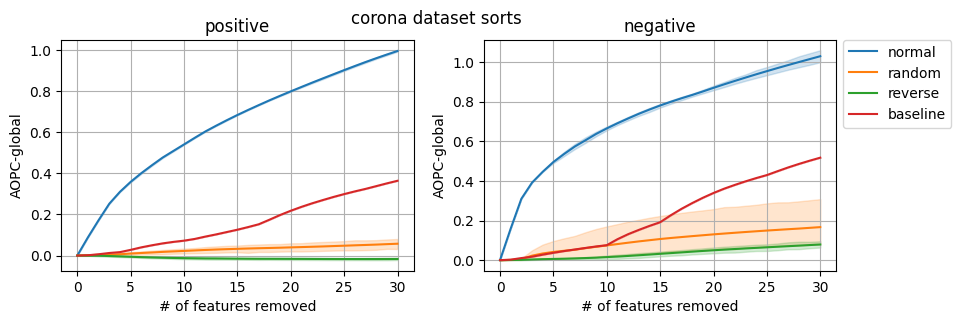 corona dataset sorts
positive
negative
1.0
0.8
0.6
0.4
0.2
0.0
AOPC-global
0 5 10 15 20 25 30
# of features removed
1.0
0.8
0.6
0.4
0.2
0.0
AOPC-global
0 5 10 15 20 25 30
# of features removed
normal
random
reverse
baseline